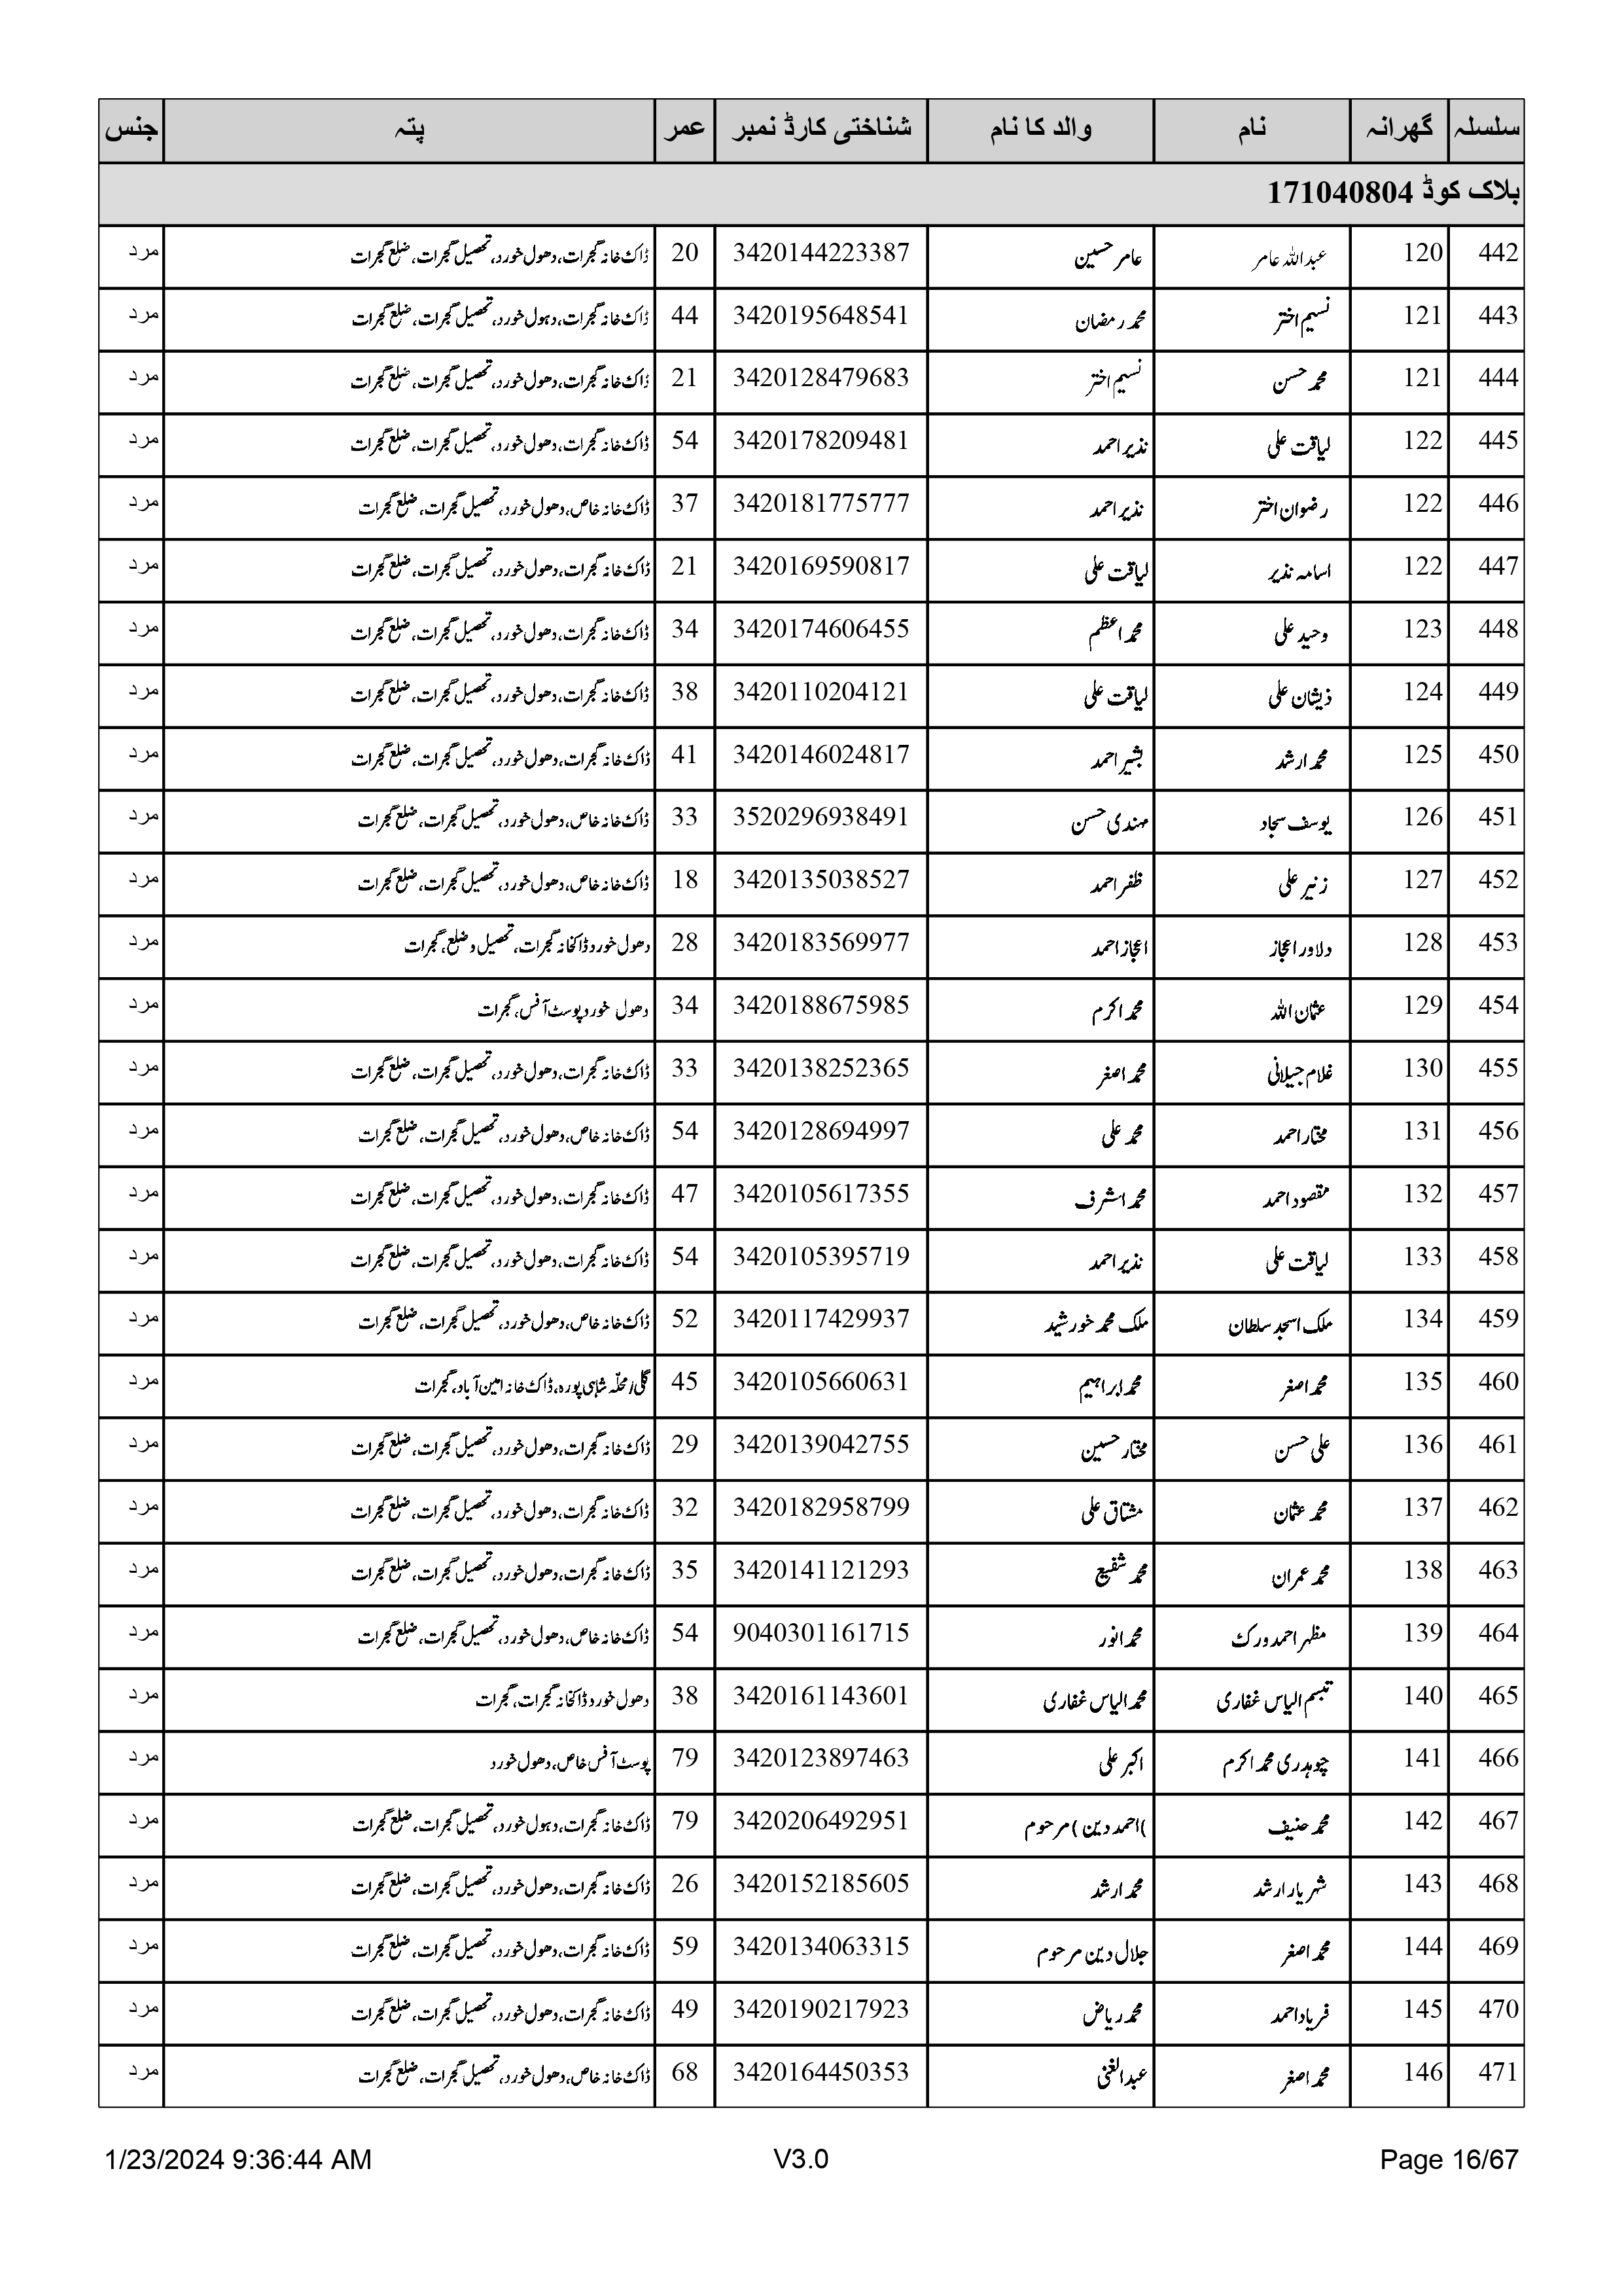 سلسلہ گھرانہ نام والد کا نام شناختی کارڈ نمبر عمر پتہ جنس
بلاک کوڈ 171040804
442 120 عبداللہ عامر عامر حسین 3420144223387 20 ڈاک خانہ گجرات، دھول خورد، تحصیل گجرات، ضلع گجرات مرد
443 121 نسیم اختر محمد رمضان 3420195648541 44 ڈاک خانہ گجرات، دہول خورد، تحصیل گجرات، ضلع گجرات مرد
444 121 محمد حسن نسیم اختر 3420128479683 21 ڈاک خانہ گجرات، دھول خورد، تحصیل گجرات، ضلع گجرات مرد
445 122 لیاقت علی نذیر احمد 3420178209481 54 ڈاک خانہ گجرات، دھول خورد، تحصیل گجرات، ضلع گجرات مرد
446 122 رضوان اختر نذیر احمد 3420181775777 37 ڈاک خانہ خاص، دھول خورد، تحصیل گجرات، ضلع گجرات مرد
447 122 اسامہ نذیر لیاقت علی 3420169590817 21 ڈاک خانہ گجرات، دھول خورد، تحصیل گجرات، ضلع گجرات مرد
448 123 وحید علی محمد اعظم 3420174606455 34 ڈاک خانہ گجرات، دھول خورد، تحصیل گجرات، ضلع گجرات مرد
449 124 ذیشان علی لیاقت علی 3420110204121 38 ڈاک خانہ گجرات، دھول خورد، تحصیل گجرات، ضلع گجرات مرد
450 125 محمد ارشد بشیر احمد 3420146024817 41 ڈاک خانہ گجرات، دھول خورد، تحصیل گجرات، ضلع گجرات مرد
451 126 یوسف سجاد مہندی حسن 3520296938491 33 ڈاک خانہ خاص، دھول خورد، تحصیل گجرات، ضلع گجرات مرد
452 127 زنیر علی ظفر احمد 3420135038527 18 ڈاک خانہ خاص، دھول خورد، تحصیل گجرات، ضلع گجرات مرد
453 128 دلاور اعجاز اعجاز احمد 3420183569977 28 دھول خورد ڈاکخانہ گجرات، تحصیل و ضلع، گجرات مرد
454 129 عثمان اللہ محمد اکرم 3420188675985 34 دھول خورد پوسٹ آفس، گجرات مرد
455 130 غلام جیلانی محمد اصغر 3420138252365 33 ڈاک خانہ گجرات، دھول خورد، تحصیل گجرات، ضلع گجرات مرد
456 131 مختار احمد محمد علی 3420128694997 54 ڈاک خانہ خاص، دھول خورد، تحصیل گجرات، ضلع گجرات مرد
457 132 مقصود احمد محمد اشرف 3420105617355 47 ڈاک خانہ گجرات، دھول خورد، تحصیل گجرات، ضلع گجرات مرد
458 133 لیاقت علی نذیر احمد 3420105395719 54 ڈاک خانہ گجرات، دھول خورد، تحصیل گجرات، ضلع گجرات مرد
459 134 ملک اسجد سلطان ملک محمد خورشید 3420117429937 52 ڈاک خانہ خاص، دھول خورد، تحصیل گجرات، ضلع گجرات مرد
460 135 محمد اصغر محمد ابراہیم 3420105660631 45 گلی/محلّہ شاہی پورہ، ڈاک خانہ امین آباد، گجرات مرد
461 136 علی حسن مختار حسین 3420139042755 29 ڈاک خانہ گجرات، دھول خورد، تحصیل گجرات، ضلع گجرات مرد
462 137 محمد عثمان مشتاق علی 3420182958799 32 ڈاک خانہ گجرات، دھول خورد، تحصیل گجرات، ضلع گجرات مرد
463 138 محمد عمران محمد شفیع 3420141121293 35 ڈاک خانہ گجرات، دھول خورد، تحصیل گجرات، ضلع گجرات مرد
464 139 مظہر احمد ورک محمد انور 9040301161715 54 ڈاک خانہ خاص، دھول خورد، تحصیل گجرات، ضلع گجرات مرد
465 140 تبسم الیاس غفاری محمد الیاس غفاری 3420161143601 38 دھول خورد ڈاکخانہ گجرات، گجرات مرد
466 141 چوہدری محمد اکرم اکبر علی 3420123897463 79 پوسٹ آفس خاص، دھول خورد مرد
467 142 محمد حنیف )احمد دین ) مرحوم 3420206492951 79 ڈاک خانہ گجرات، دہول خورد، تحصیل گجرات، ضلع گجرات مرد
468 143 شہریار ارشد محمد ارشد 3420152185605 26 ڈاک خانہ گجرات، دھول خورد، تحصیل گجرات، ضلع گجرات مرد
469 144 محمد اصغر جلال دین مرحوم 3420134063315 59 ڈاک خانہ گجرات، دھول خورد، تحصیل گجرات، ضلع گجرات مرد
470 145 فریاد احمد محمد ریاض 3420190217923 49 ڈاک خانہ گجرات، دھول خورد، تحصیل گجرات، ضلع گجرات مرد
471 146 محمد اصغر عبدالغنی 3420164450353 68 ڈاک خانہ خاص، دھول خورد، تحصیل گجرات، ضلع گجرات مرد
1/23/2024 9:36:44 AM V3.0 Page 16/67